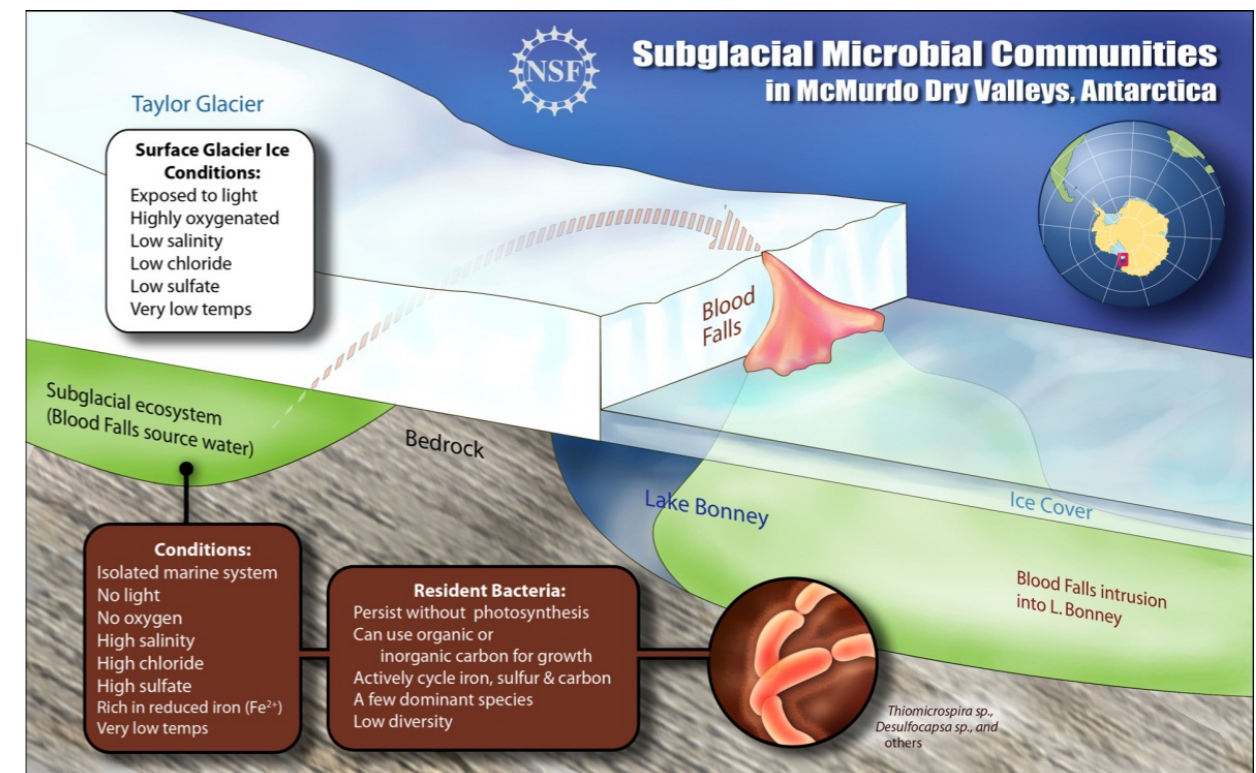 NSF
Subglacial Microbial Communities
in McMurdo Dry Valleys, Antarctica
Taylor Glacier
Surface Glacier Ice
Conditions:
Exposed to light
Highly oxygenated
Low salinity
Low chloride
Low sulfate
Very low temps
Blood
Falls
Subglacial ecosystem
(Blood Falls source water)
Bedrock
Lake Bonney
Ice Cover
Blood Falls intrusion
into L. Bonney
Conditions:
Isolated marine system
No light
No oxygen
High salinity
High chloride
High sulfate
Rich in reduced iron (Fe²⁺)
Very low temps
Resident Bacteria:
Persist without photosynthesis
Can use organic or
inorganic carbon for growth
Actively cycle iron, sulfur & carbon
A few dominant species
Low diversity
Thiomicrospira sp.,
Desulfocapsa sp., and
others